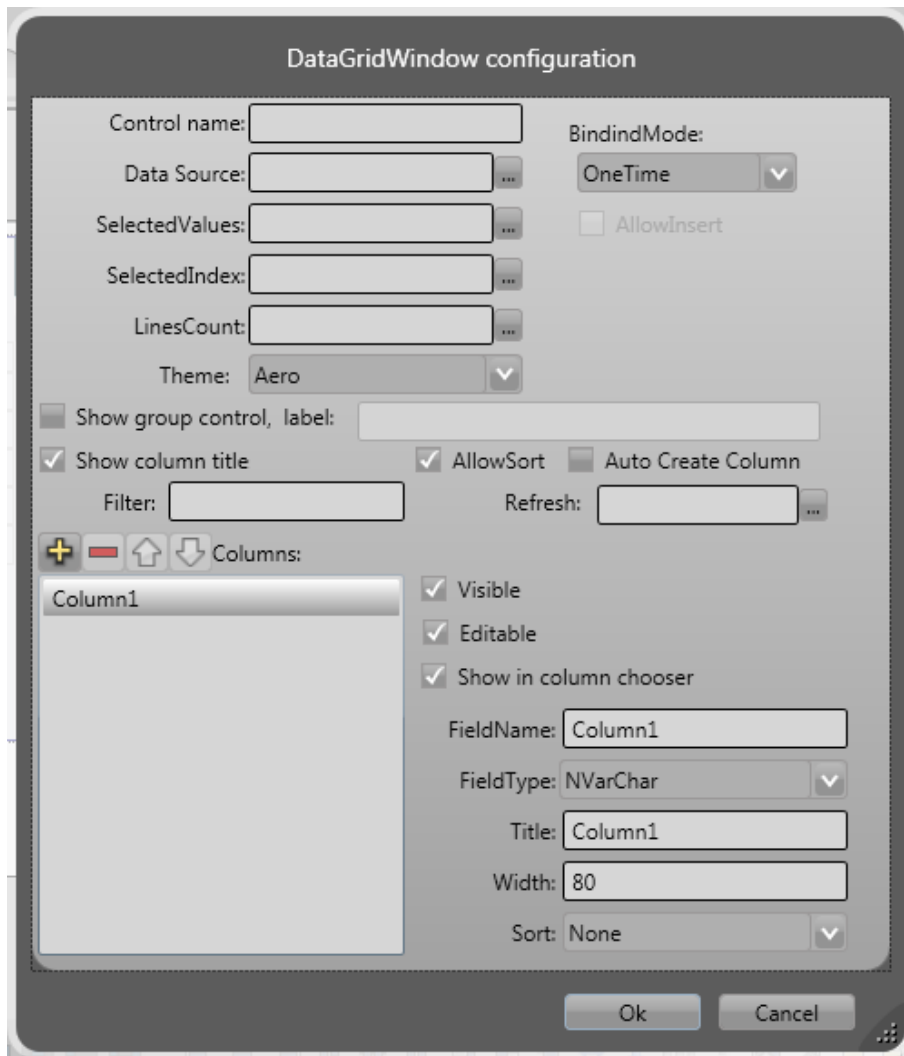 DataGridWindow configuration
Control name:
BindindMode:
Data Source:
...
OneTime
SelectedValues:
...
AllowInsert
SelectedIndex:
...
LinesCount:
...
Theme: Aero
Show group control, label:
Show column title
AllowSort
Auto Create Column
Filter:
Refresh:
...
Columns:
Column1
Visible
Editable
Show in column chooser
FieldName: Column1
FieldType: NVarChar
Title: Column1
Width: 80
Sort: None
Ok
Cancel